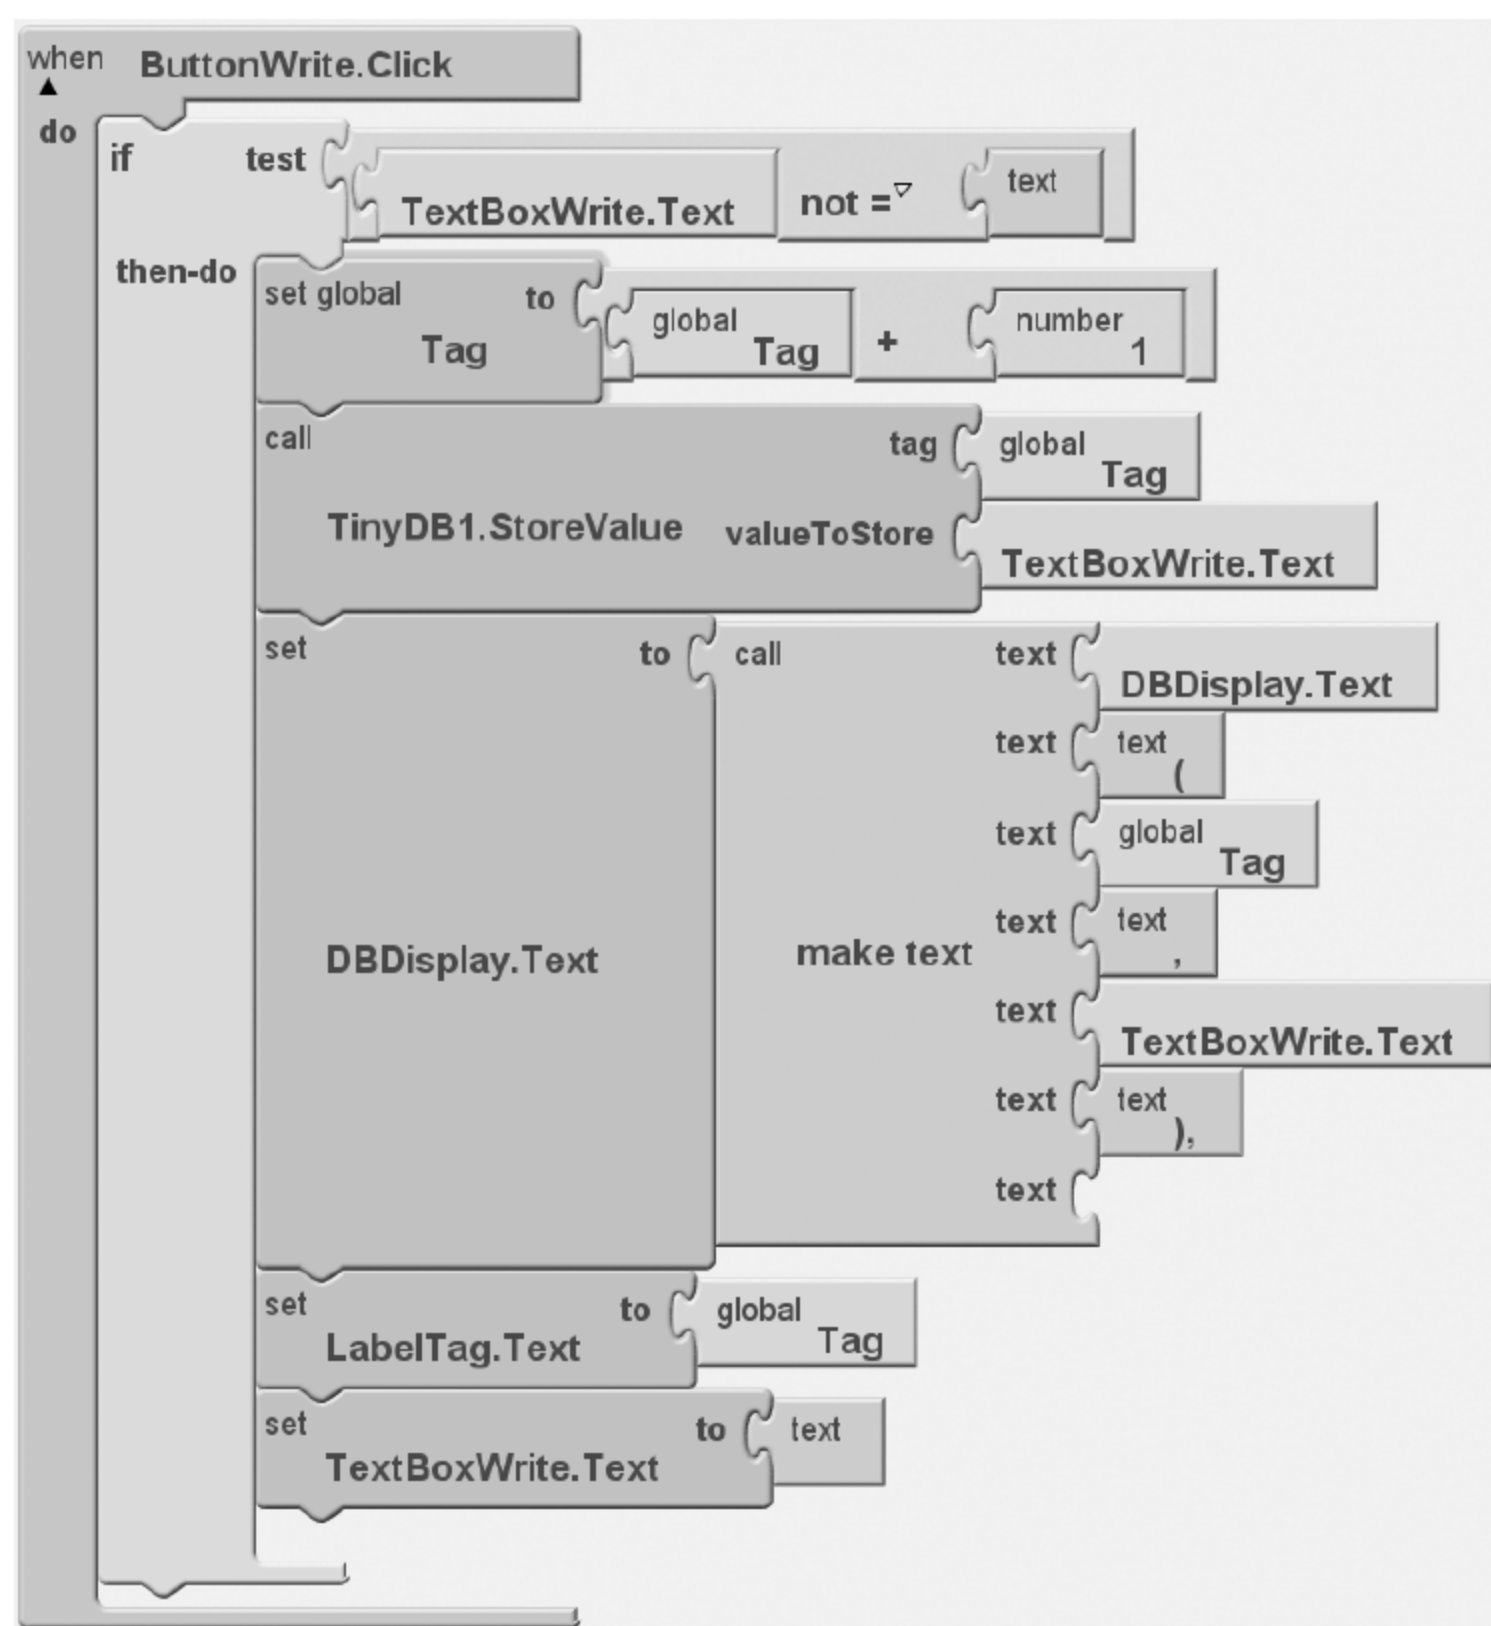 when ButtonWrite.Click
do
if test TextBoxWrite.Text not = text
then-do
set global Tag to global Tag + number 1
call TinyDB1.StoreValue tag global Tag
valueToStore TextBoxWrite.Text
set DBDisplay.Text to call make text
text DBDisplay.Text
text text (
text global Tag
text text ,
text TextBoxWrite.Text
text text ),
text
set LabelTag.Text to global Tag
set TextBoxWrite.Text to text